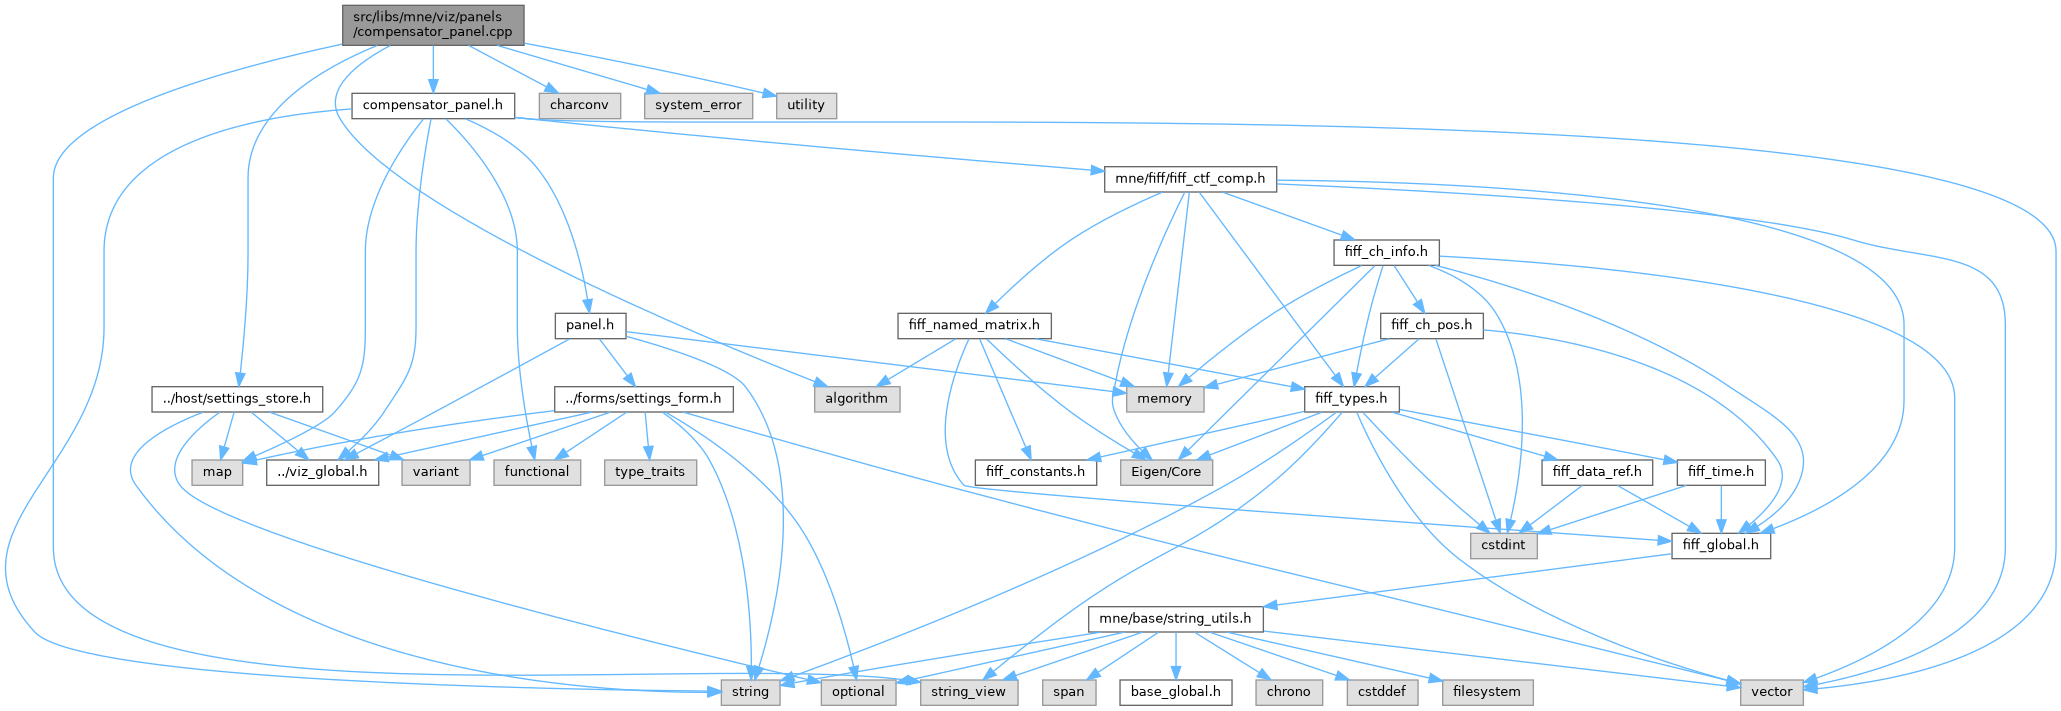 src/libs/mne/viz/panels
/compensator_panel.cpp
compensator_panel.h
charconv
system_error
utility
mne/fiff/fiff_ctf_comp.h
fiff_ch_info.h
panel.h
fiff_named_matrix.h
fiff_ch_pos.h
../host/settings_store.h
../forms/settings_form.h
algorithm
memory
fiff_types.h
map
../viz_global.h
variant
functional
type_traits
fiff_constants.h
Eigen/Core
fiff_data_ref.h
fiff_time.h
cstdint
fiff_global.h
mne/base/string_utils.h
string
optional
string_view
span
base_global.h
chrono
cstddef
filesystem
vector